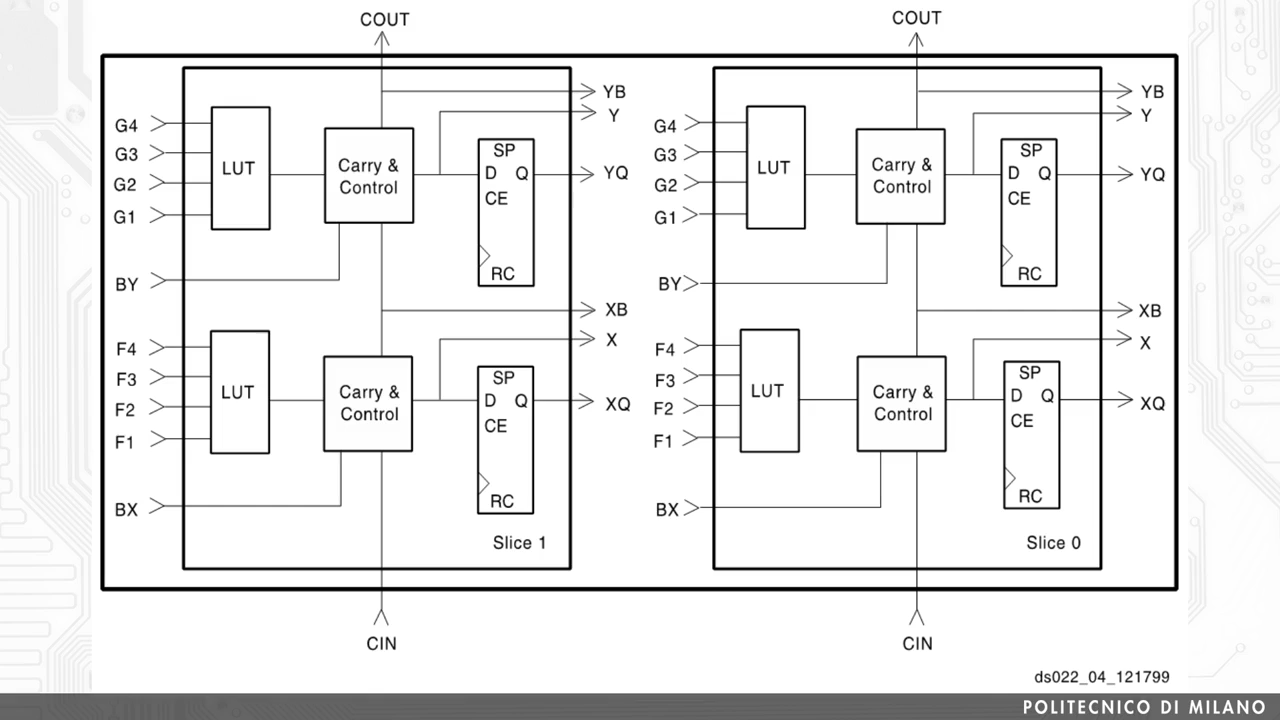 COUT
COUT
YB
Y
G4
G3
G2
G1
LUT
Carry &
Control
SP
D Q
CE
RC
YQ
BY
XB
X
F4
F3
F2
F1
LUT
Carry &
Control
SP
D Q
CE
RC
XQ
BX
Slice 1
CIN
YB
Y
G4
G3
G2
G1
LUT
Carry &
Control
SP
D Q
CE
RC
YQ
BY
XB
X
F4
F3
F2
F1
LUT
Carry &
Control
SP
D Q
CE
RC
XQ
BX
Slice 0
CIN
ds022_04_121799
POLITECNICO DI MILANO